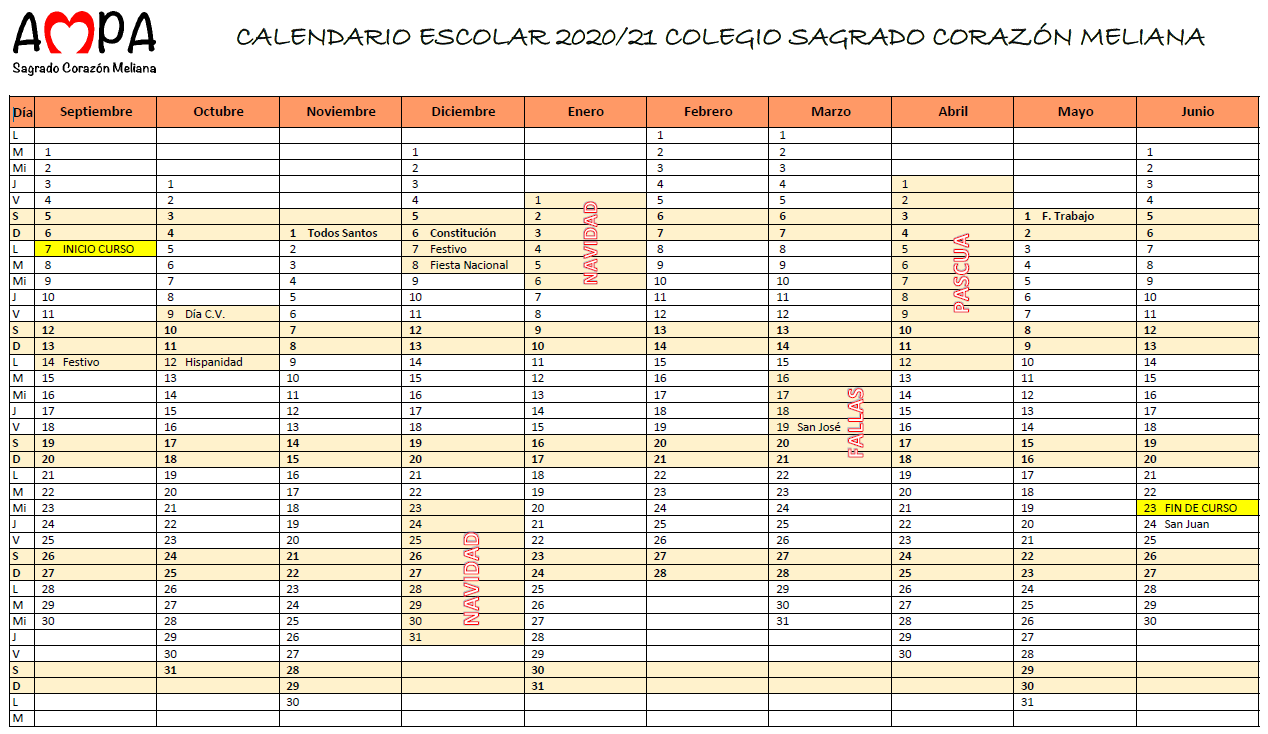 AMPA
Sagrado Corazón Meliana
CALENDARIO ESCOLAR 2020/21 COLEGIO SAGRADO CORAZÓN MELIANA
Día Septiembre Octubre Noviembre Diciembre Enero Febrero Marzo Abril Mayo Junio
L 1 1
M 1 1 2 2 1
Mi 2 2 3 3 2
J 3 1 3 4 4 1 3
V 4 2 4 1 5 5 2 4
S 5 3 5 2 6 6 3 1 F. Trabajo 5
D 6 4 1 Todos Santos 6 Constitución 3 7 7 4 2 6
L 7 INICIO CURSO 5 2 7 Festivo 4 8 8 5 3 7
M 8 6 3 8 Fiesta Nacional 5 9 9 6 4 8
Mi 9 7 4 9 6 10 10 7 5 9
J 10 8 5 10 7 11 11 8 6 10
V 11 9 Día C.V. 6 11 8 12 12 9 7 11
S 12 10 7 12 9 13 13 10 8 12
D 13 11 8 13 10 14 14 11 9 13
L 14 Festivo 12 Hispanidad 9 14 11 15 15 12 10 14
M 15 13 10 15 12 16 16 13 11 15
Mi 16 14 11 16 13 17 17 14 12 16
J 17 15 12 17 14 18 18 15 13 17
V 18 16 13 18 15 19 19 San José 16 14 18
S 19 17 14 19 16 20 20 17 15 19
D 20 18 15 20 17 21 21 18 16 20
L 21 19 16 21 18 22 22 19 17 21
M 22 20 17 22 19 23 23 20 18 22
Mi 23 21 18 23 20 24 24 21 19 23 FIN DE CURSO
J 24 22 19 24 21 25 25 22 20 24 San Juan
V 25 23 20 25 22 26 26 23 21 25
S 26 24 21 26 23 27 27 24 22 26
D 27 25 22 27 24 28 28 25 23 27
L 28 26 23 28 25 29 26 24 28
M 29 27 24 29 26 30 27 25 29
Mi 30 28 25 30 27 31 28 26 30
J 29 26 31 28 29 27
V 30 27 29 30 28
S 31 28 30 29
D 29 31 30
L 30 31
M
NAVIDAD
NAVIDAD
FALLAS
PASCUA